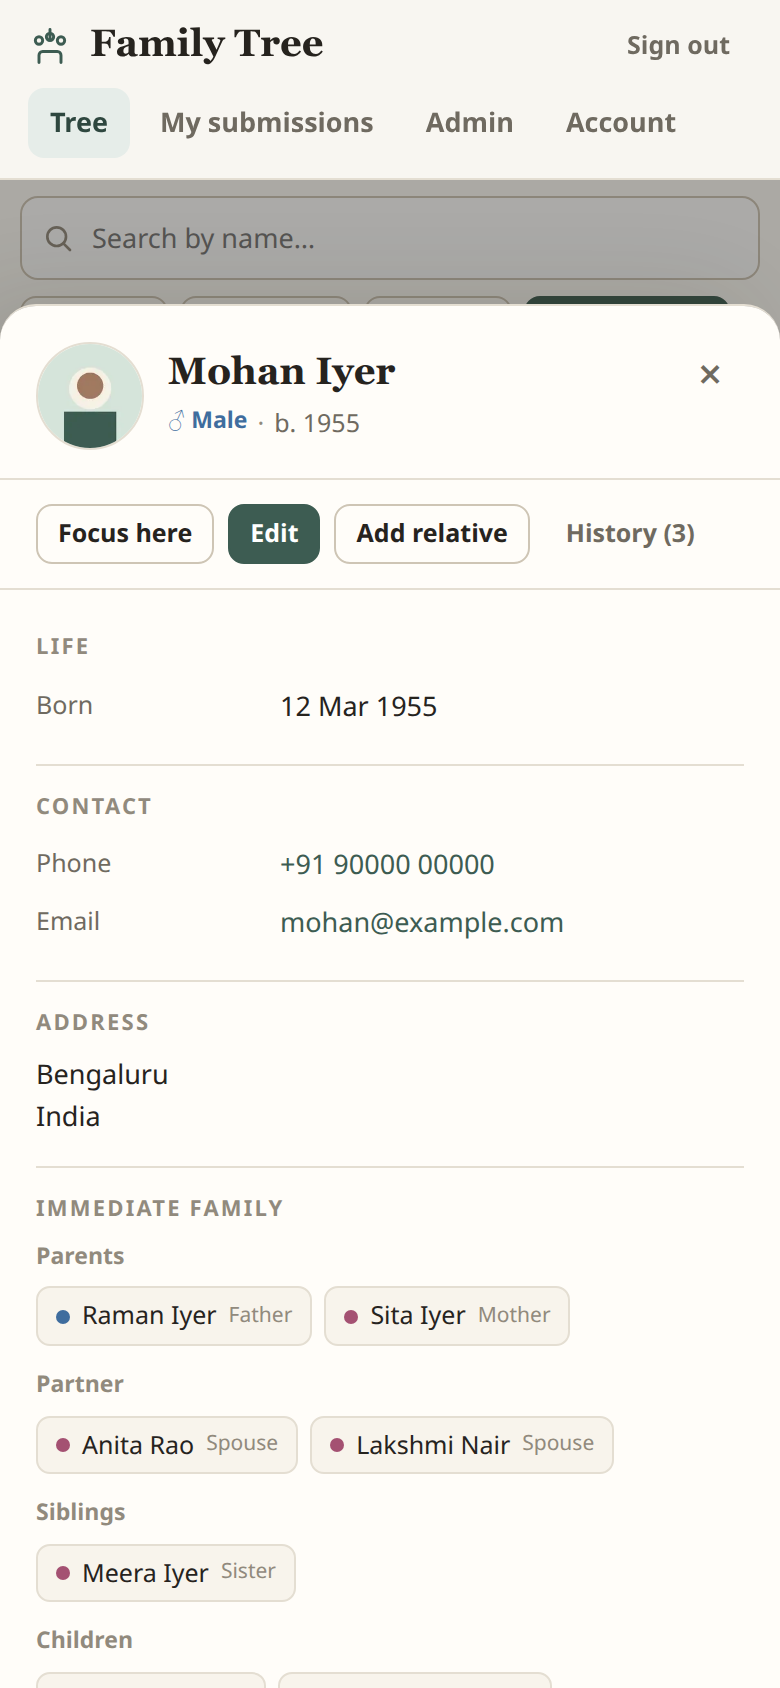 Family Tree
Sign out
Tree My submissions Admin Account
Search by name...
Mohan Iyer
✕
♂ Male · b. 1955
Focus here Edit Add relative History (3)
LIFE
Born 12 Mar 1955
CONTACT
Phone +91 90000 00000
Email mohan@example.com
ADDRESS
Bengaluru
India
IMMEDIATE FAMILY
Parents
Raman Iyer Father Sita Iyer Mother
Partner
Anita Rao Spouse Lakshmi Nair Spouse
Siblings
Meera Iyer Sister
Children